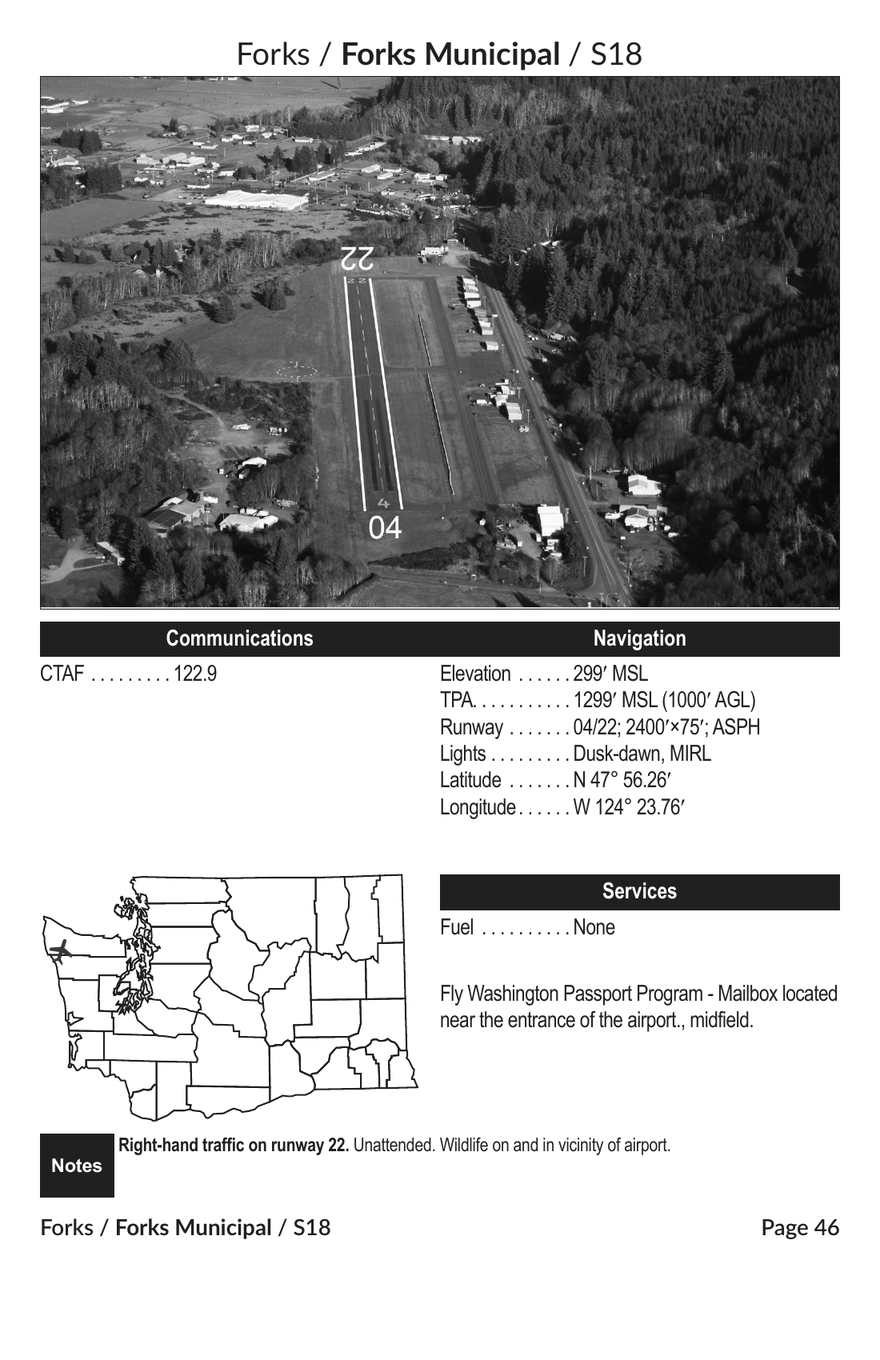 Forks / Forks Municipal / S18
22
4
04
Communications
CTAF . . . . . . . . . 122.9
Navigation
Elevation . . . . . . 299′ MSL
TPA. . . . . . . . . . . 1299′ MSL (1000′ AGL)
Runway . . . . . . . 04/22; 2400′×75′; ASPH
Lights . . . . . . . . . Dusk-dawn, MIRL
Latitude . . . . . . . N 47° 56.26′
Longitude . . . . . . W 124° 23.76′
Services
Fuel . . . . . . . . . . None
Fly Washington Passport Program - Mailbox located
near the entrance of the airport., midfield.
Notes
Right-hand traffic on runway 22. Unattended. Wildlife on and in vicinity of airport.
Forks / Forks Municipal / S18
Page 46